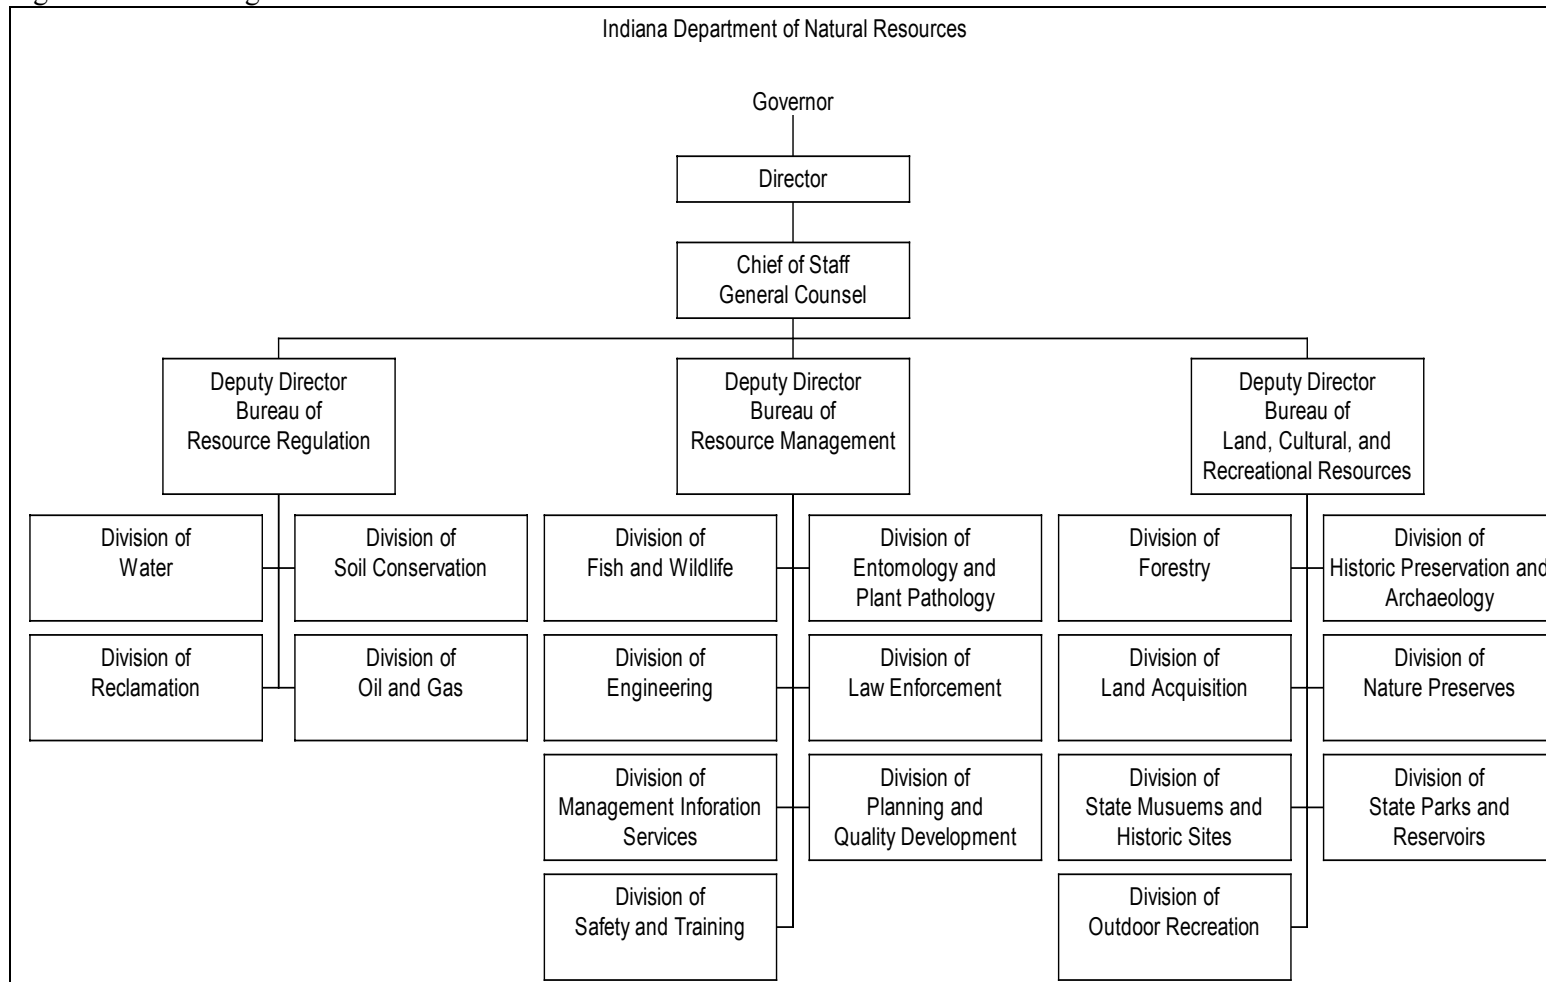 Indiana Department of Natural Resources
Governor
Director
Chief of Staff
General Counsel
Deputy Director
Bureau of
Resource Regulation
Deputy Director
Bureau of
Resource Management
Deputy Director
Bureau of
Land, Cultural, and
Recreational Resources
Division of
Water
Division of
Soil Conservation
Division of
Fish and Wildlife
Division of
Entomology and
Plant Pathology
Division of
Forestry
Division of
Historic Preservation and
Archaeology
Division of
Reclamation
Division of
Oil and Gas
Division of
Engineering
Division of
Law Enforcement
Division of
Land Acquisition
Division of
Nature Preserves
Division of
Management Inforation
Services
Division of
Planning and
Quality Development
Division of
State Musuems and
Historic Sites
Division of
State Parks and
Reservoirs
Division of
Safety and Training
Division of
Outdoor Recreation